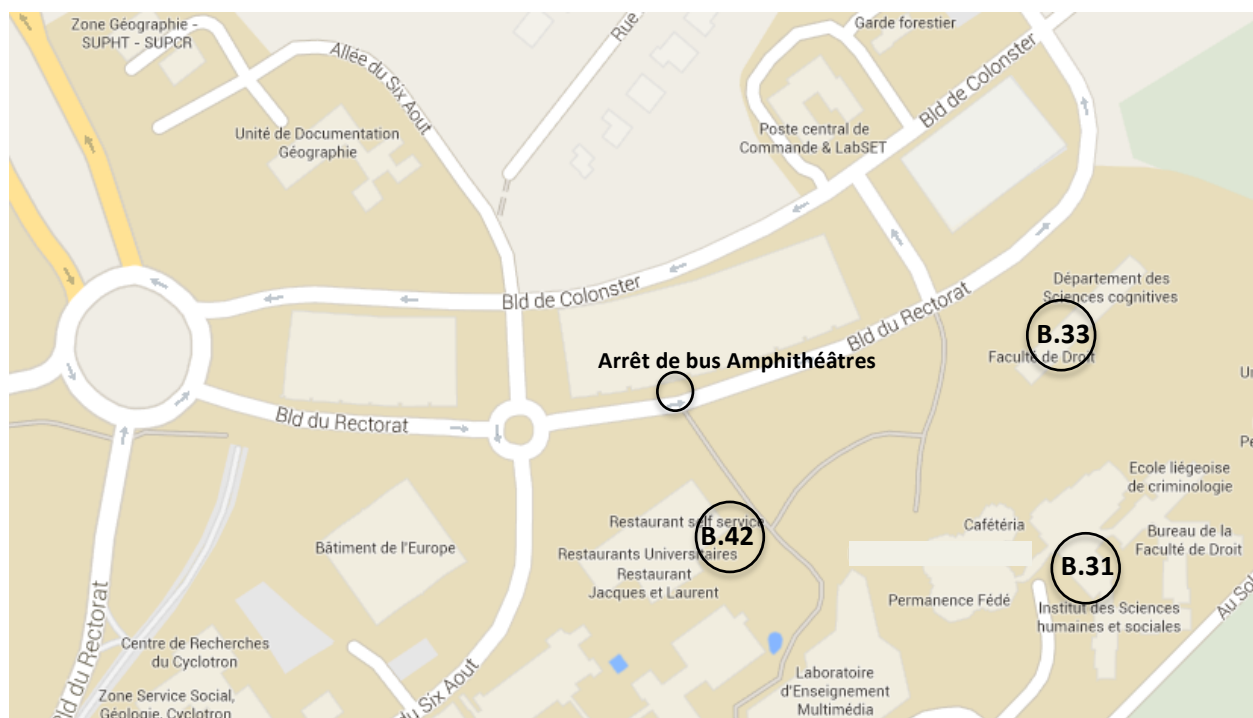 Zone Géographie -
SUPHT - SUPCR
Allée du Six Aout
Rue
Garde forestier
Bld de Colonster
Unité de Documentation
Géographie
Poste central de
Commande & LabSET
Bld de Colonster
Département des
Sciences cognitives
B.33
Faculté de Droit
Bld du Rectorat
Arrêt de bus Amphithéâtres
Bld du Rectorat
Ecole liégeoise
de criminologie
Restaurant self service
B.42
Restaurants Universitaires
Restaurant
Jacques et Laurent
Bâtiment de l'Europe
Cafétéria
Bureau de la
Faculté de Droit
B.31
Permanence Fédé
Institut des Sciences
humaines et sociales
Au Sol
Centre de Recherches
du Cyclotron
Bld du Rectorat
Zone Service Social,
Géologie, Cyclotron
du Six Aout
Laboratoire
d'Enseignement
Multimédia